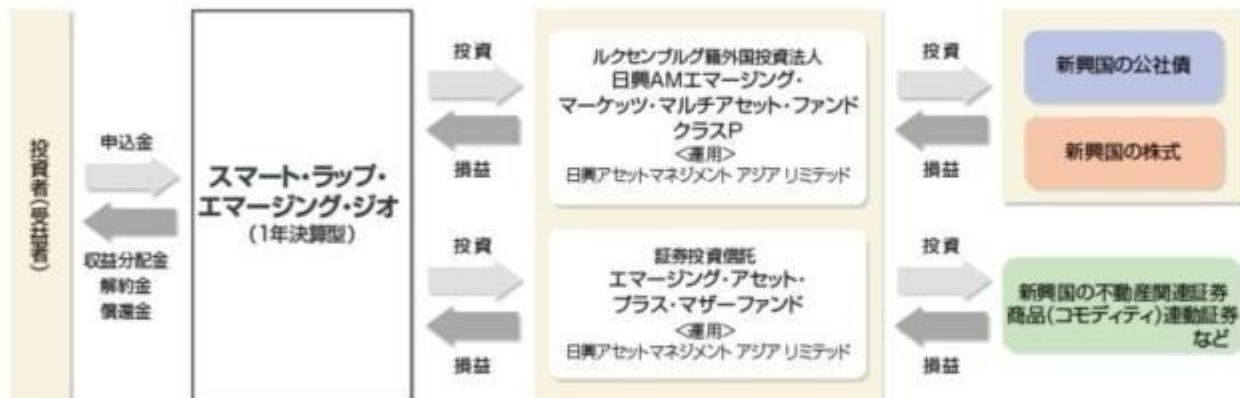 投資者(受益者)
申込金
収益分配金
解約金
償還金
スマート・ラップ・
エマージング・ジオ
(1年決算型)
投資
損益
投資
損益
ルクセンブルグ籍外国投資法人
日興AMエマージング・
マーケッツ・マルチアセット・ファンド
クラスP
<運用>
日興アセットマネジメント アジア リミテッド
証券投資信託
エマージング・アセット・
プラス・マザーファンド
<運用>
日興アセットマネジメント アジア リミテッド
投資
損益
投資
損益
新興国の公社債
新興国の株式
新興国の不動産関連証券
商品(コモディティ)連動証券
など